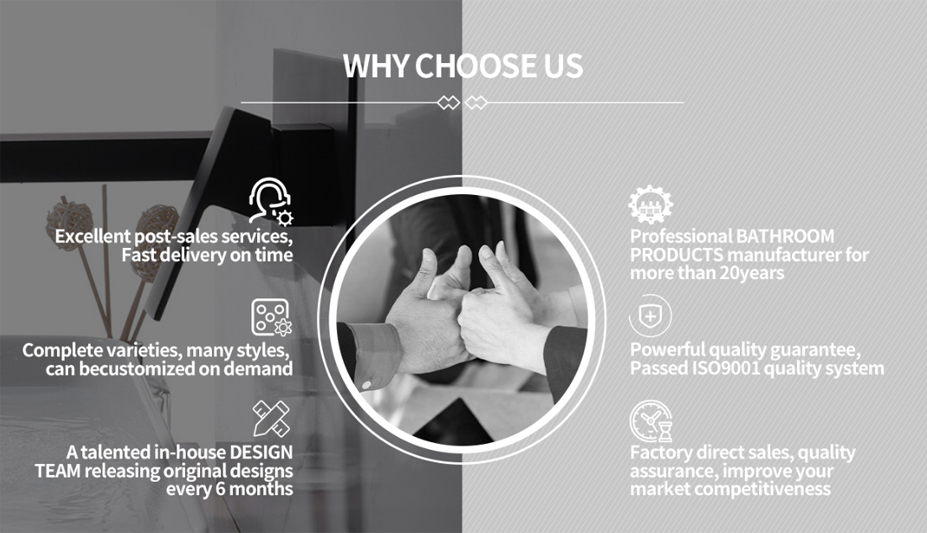 WHY CHOOSE US
Excellent post-sales services,
Fast delivery on time
Complete varieties, many styles,
can becustomized on demand
A talented in-house DESIGN
TEAM releasing original designs
every 6 months
Professional BATHROOM
PRODUCTS manufacturer for
more than 20years
Powerful quality guarantee,
Passed ISO9001 quality system
Factory direct sales, quality
assurance, improve your
market competitiveness